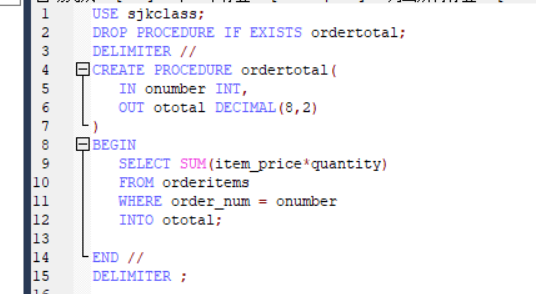 1 USE sjkclass;
2 DROP PROCEDURE IF EXISTS ordertotal;
3 DELIMITER //
4 CREATE PROCEDURE ordertotal(
5 IN onumber INT,
6 OUT ototal DECIMAL(8,2)
7 )
8 BEGIN
9 SELECT SUM(item_price*quantity)
10 FROM orderitems
11 WHERE order_num = onumber
12 INTO ototal;
13
14 END //
15 DELIMITER ;